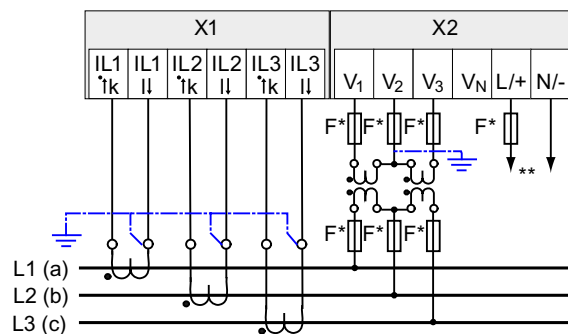 X1 X2
IL1 IL1 IL2 IL2 IL3 IL3
↑k l↓ ↑k l↓ ↑k l↓ V1 V2 V3 VN L/+ N/-
F* F* F* F*
**
F* F* F*
L1 (a)
L2 (b)
L3 (c)